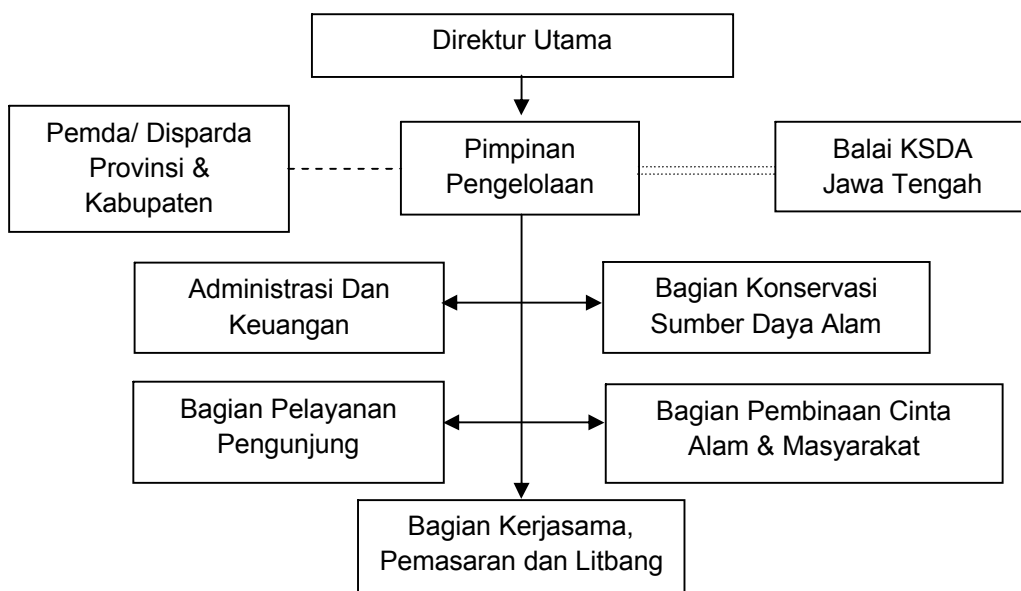 Direktur Utama
Pemda/ Disparda
Provinsi &
Kabupaten
Pimpinan
Pengelolaan
Balai KSDA
Jawa Tengah
Administrasi Dan
Keuangan
Bagian Konservasi
Sumber Daya Alam
Bagian Pelayanan
Pengunjung
Bagian Pembinaan Cinta
Alam & Masyarakat
Bagian Kerjasama,
Pemasaran dan Litbang